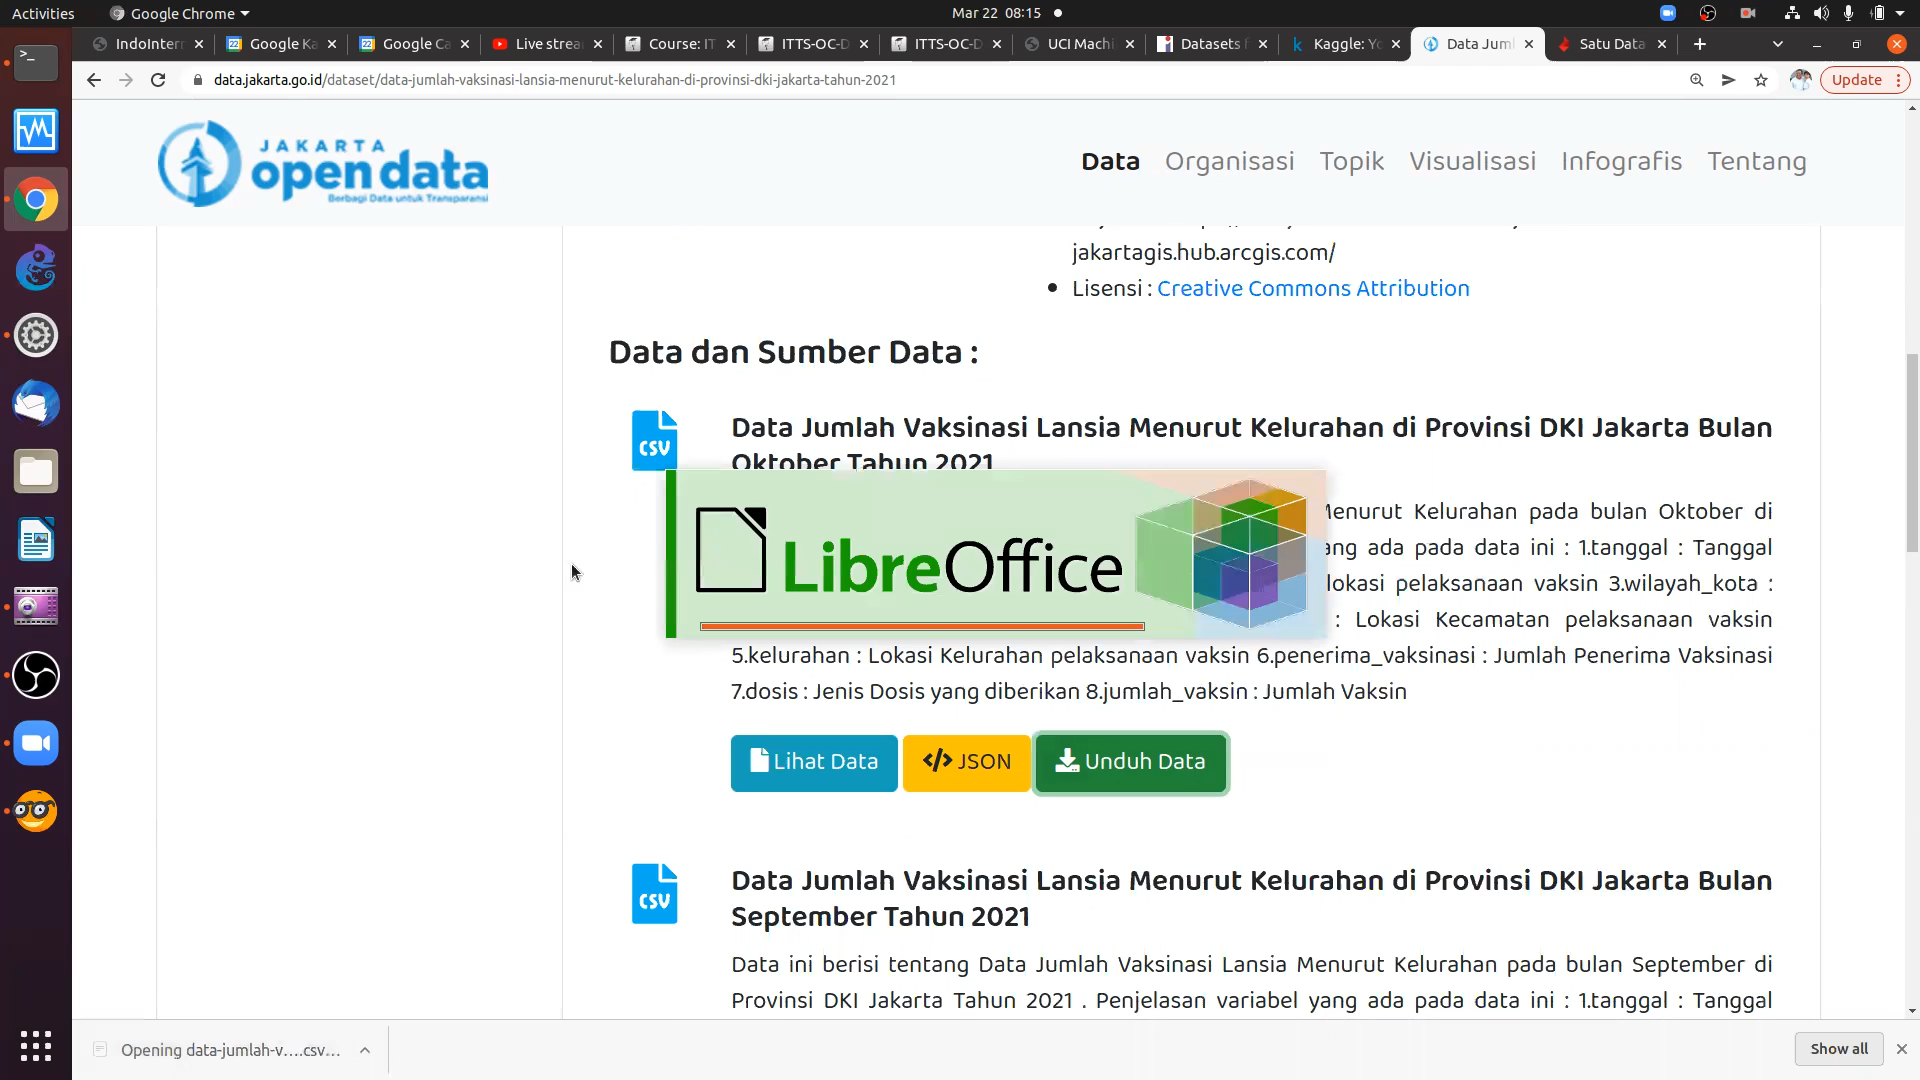 Activities
Google Chrome
Mar 22 08:15
IndoInter
Google Ka
Google Ca
Live strea
Course: IT
ITTS-OC-D
ITTS-OC-D
UCI Machi
Datasets f
Kaggle: Yo
Data Jum
Satu Data
data.jakarta.go.id/dataset/data-jumlah-vaksinasi-lansia-menurut-kelurahan-di-provinsi-dki-jakarta-tahun-2021
Update
JAKARTA
open data
Berbagi Data untuk Transparansi
Data
Organisasi
Topik
Visualisasi
Infografis
Tentang
jakartagis.hub.arcgis.com/
Lisensi : Creative Commons Attribution
Data dan Sumber Data :
CSV
Data Jumlah Vaksinasi Lansia Menurut Kelurahan di Provinsi DKI Jakarta Bulan
Oktober Tahun 2021
Menurut Kelurahan pada bulan Oktober di
ang ada pada data ini : 1.tanggal : Tanggal
lokasi pelaksanaan vaksin 3.wilayah_kota :
: Lokasi Kecamatan pelaksanaan vaksin
LibreOffice
5.kelurahan : Lokasi Kelurahan pelaksanaan vaksin 6.penerima_vaksinasi : Jumlah Penerima Vaksinasi
7.dosis : Jenis Dosis yang diberikan 8.jumlah_vaksin : Jumlah Vaksin
Lihat Data
</> JSON
Unduh Data
CSV
Data Jumlah Vaksinasi Lansia Menurut Kelurahan di Provinsi DKI Jakarta Bulan
September Tahun 2021
Data ini berisi tentang Data Jumlah Vaksinasi Lansia Menurut Kelurahan pada bulan September di
Provinsi DKI Jakarta Tahun 2021 . Penjelasan variabel yang ada pada data ini : 1.tanggal : Tanggal
Opening data-jumlah-v....csv...
Show all